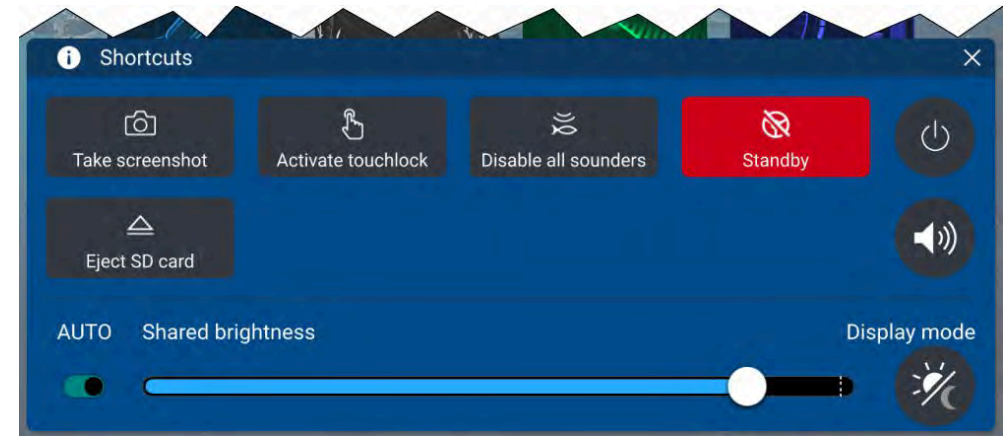 Shortcuts
Take screenshot
Activate touchlock
Disable all sounders
Standby
Eject SD card
AUTO
Shared brightness
Display mode